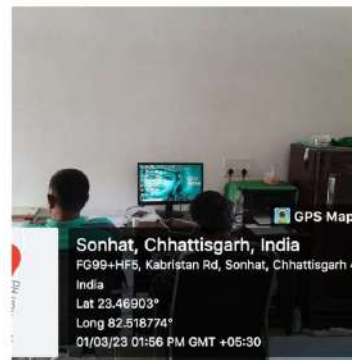 GPS Map
Sonhat, Chhattisgarh, India
FG99+HF5, Kabristan Rd, Sonhat, Chhattisgarh 4
India
Lat 23.46903°
Long 82.518774°
01/03/23 01:56 PM GMT +05:30